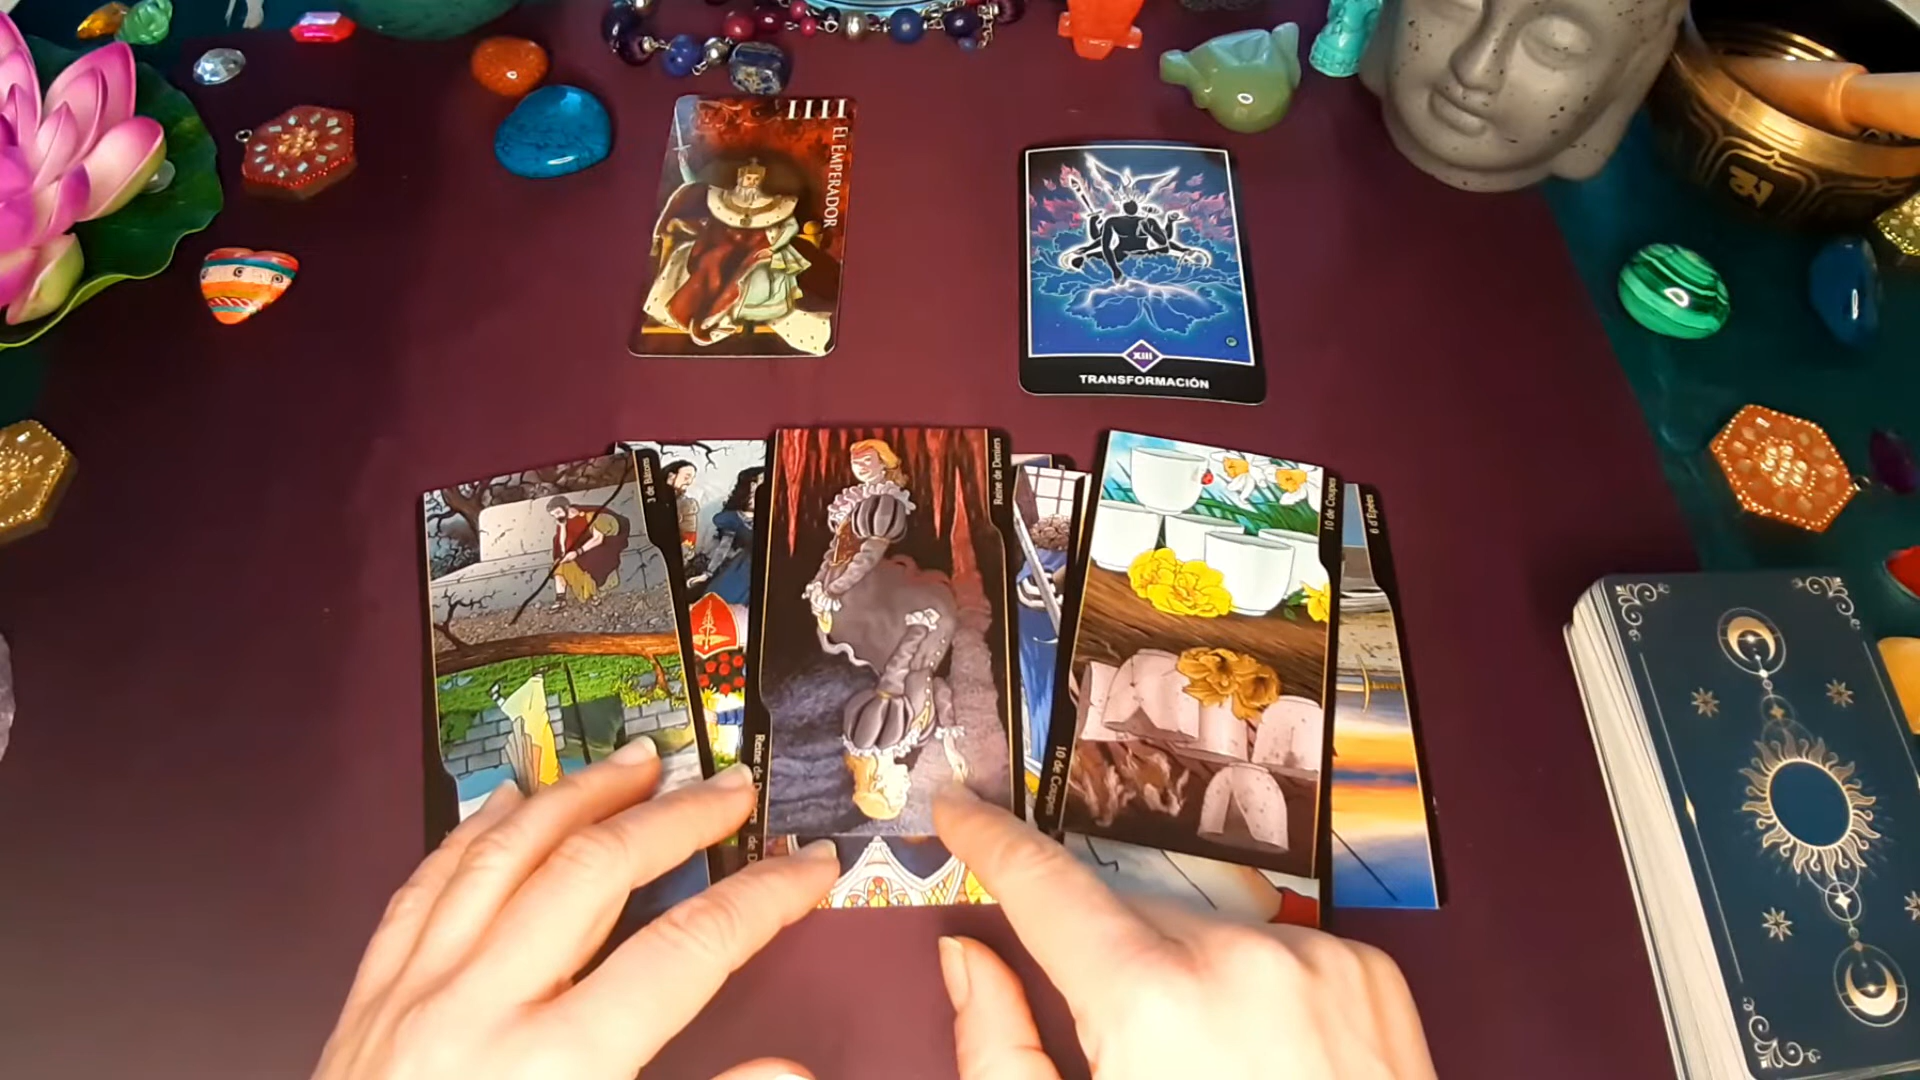 IIII
EL EMPERADOR
XIII
TRANSFORMACIÓN
3 de Bâtons
Reine de Deniers
10 de Coupes
6 d'Épées
Reine de Deniers
de D
10 de Coupes